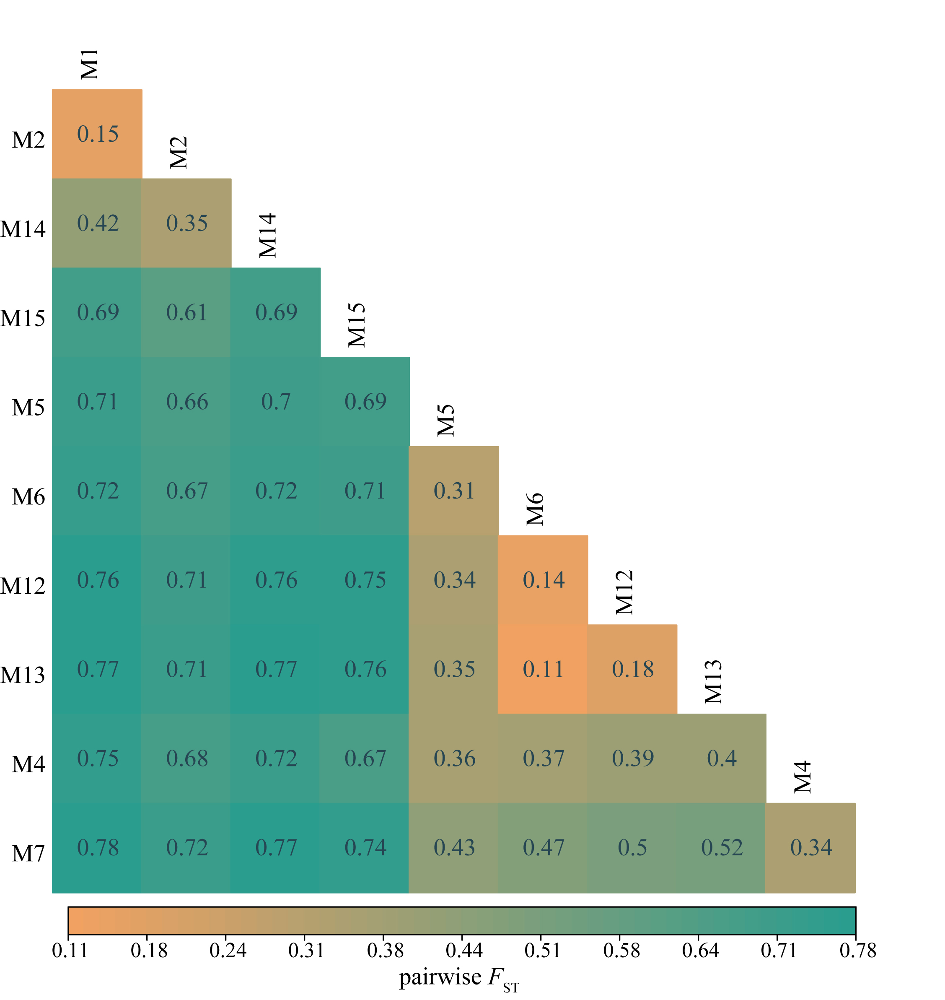 M1
M2 0.15 M2
M14 0.42 0.35 M14
M15 0.69 0.61 0.69 M15
M5 0.71 0.66 0.7 0.69 M5
M6 0.72 0.67 0.72 0.71 0.31 M6
M12 0.76 0.71 0.76 0.75 0.34 0.14 M12
M13 0.77 0.71 0.77 0.76 0.35 0.11 0.18 M13
M4 0.75 0.68 0.72 0.67 0.36 0.37 0.39 0.4 M4
M7 0.78 0.72 0.77 0.74 0.43 0.47 0.5 0.52 0.34
0.11 0.18 0.24 0.31 0.38 0.44 0.51 0.58 0.64 0.71 0.78
pairwise FST